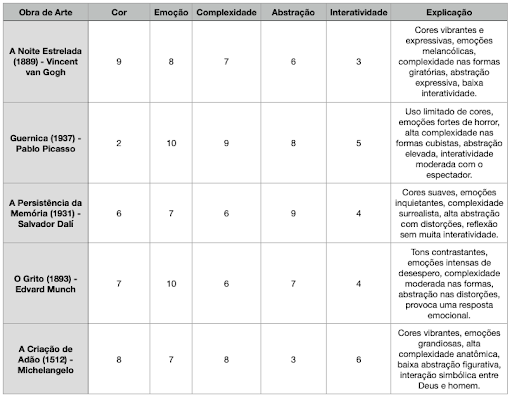 Obra de Arte Cor Emoção Complexidade Abstração Interatividade Explicação
A Noite Estrelada
(1889) - Vincent
van Gogh
9 8 7 6 3
Cores vibrantes e
expressivas, emoções
melancólicas,
complexidade nas formas
giratórias, abstração
expressiva, baixa
interatividade.
Guernica (1937) -
Pablo Picasso
2 10 9 8 5
Uso limitado de cores,
emoções fortes de horror,
alta complexidade nas
formas cubistas, abstração
elevada, interatividade
moderada com o
espectador.
A Persistência da
Memória (1931) -
Salvador Dalí
6 7 6 9 4
Cores suaves, emoções
inquietantes, complexidade
surrealista, alta abstração
com distorções, reflexão
sem muita interatividade.
O Grito (1893) -
Edvard Munch
7 10 6 7 4
Tons contrastantes,
emoções intensas de
desespero, complexidade
moderada nas formas,
abstração nas distorções,
provoca uma resposta
emocional.
A Criação de
Adão (1512) -
Michelangelo
8 7 8 3 6
Cores vibrantes, emoções
grandiosas, alta
complexidade anatômica,
baixa abstração figurativa,
interação simbólica entre
Deus e homem.